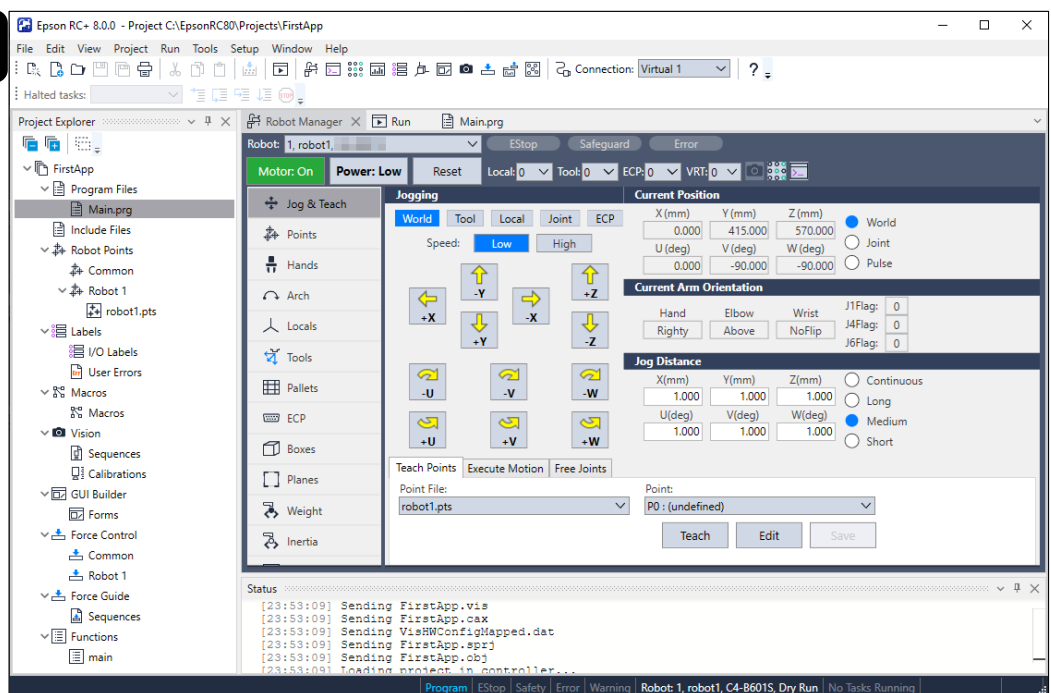 Epson RC+ 8.0.0 - Project C:\EpsonRC80\Projects\FirstApp
File Edit View Project Run Tools Setup Window Help
Connection: Virtual 1 ?
Halted tasks: STOP
Project Explorer
FirstApp
Program Files
Main.prg
Include Files
Robot Points
Common
Robot 1
robot1.pts
Labels
I/O Labels
User Errors
Macros
Macros
Vision
Sequences
Calibrations
GUI Builder
Forms
Force Control
Common
Robot 1
Force Guide
Sequences
Functions
main
Robot Manager Run Main.prg
Robot: 1, robot1, EStop Safeguard Error
Motor: On Power: Low Reset Local: 0 Tool: 0 ECP: 0 VRT: 0
Jog & Teach
Points
Hands
Arch
Locals
Tools
Pallets
ECP
Boxes
Planes
Weight
Inertia
Jogging
World Tool Local Joint ECP
Speed: Low High
-Y +Z
+X -X
+Y -Z
-U -V -W
+U +V +W
Current Position
X (mm) Y (mm) Z (mm)
0.000 415.000 570.000
U (deg) V (deg) W (deg)
0.000 -90.000 -90.000
World
Joint
Pulse
Current Arm Orientation
Hand Elbow Wrist
Righty Above NoFlip
J1Flag: 0
J4Flag: 0
J6Flag: 0
Jog Distance
X(mm) Y(mm) Z(mm)
1.000 1.000 1.000
U(deg) V(deg) W(deg)
1.000 1.000 1.000
Continuous
Long
Medium
Short
Teach Points Execute Motion Free Joints
Point File: Point:
robot1.pts P0 : (undefined)
Teach Edit Save
Status
[23:53:09] Sending FirstApp.vis
[23:53:09] Sending FirstApp.cax
[23:53:09] Sending VisHWConfigMapped.dat
[23:53:09] Sending FirstApp.sprj
[23:53:09] Sending FirstApp.obj
[23:53:09] Loading project in controller...
Program EStop Safety Error Warning Robot: 1, robot1, C4-B601S, Dry Run No Tasks Running